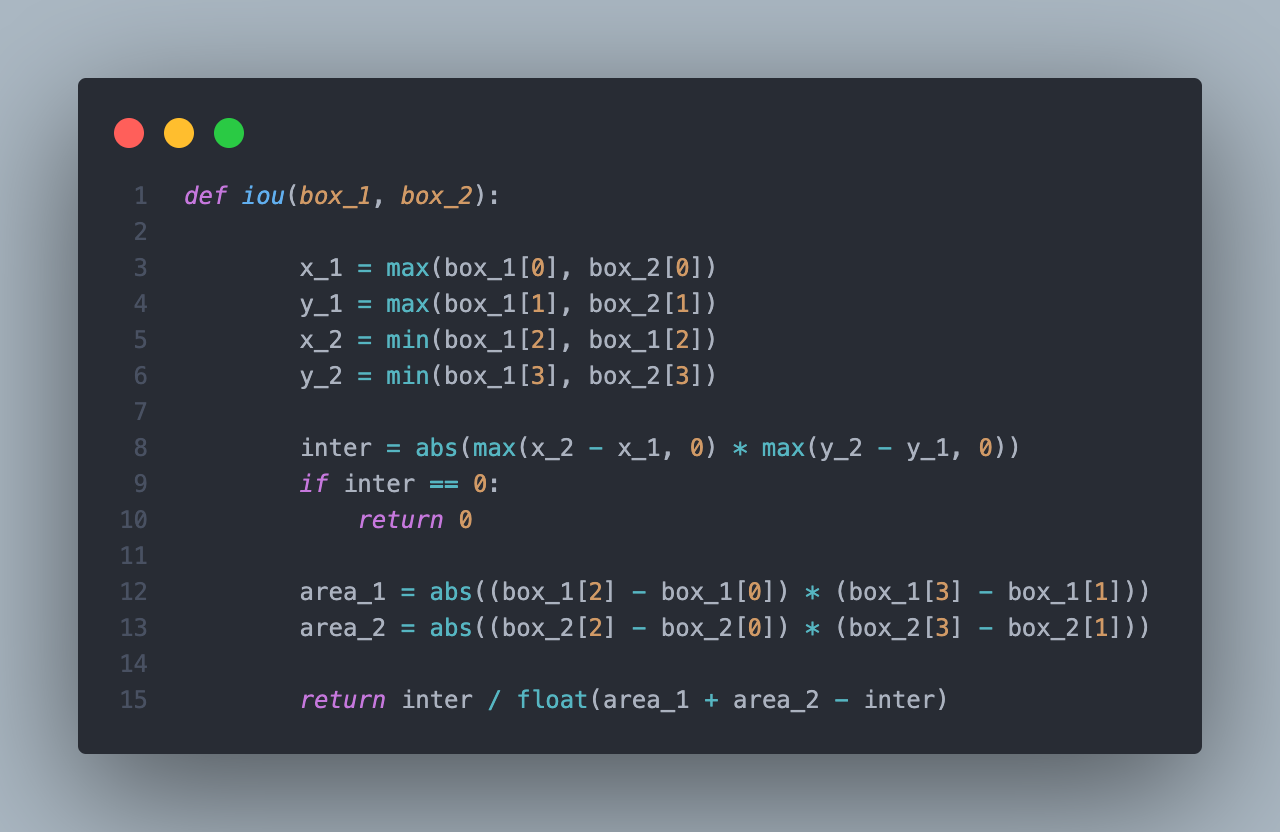 1 def iou(box_1, box_2):
2
3         x_1 = max(box_1[0], box_2[0])
4         y_1 = max(box_1[1], box_2[1])
5         x_2 = min(box_1[2], box_1[2])
6         y_2 = min(box_1[3], box_2[3])
7
8         inter = abs(max(x_2 - x_1, 0) * max(y_2 - y_1, 0))
9         if inter == 0:
10             return 0
11
12         area_1 = abs((box_1[2] - box_1[0]) * (box_1[3] - box_1[1]))
13         area_2 = abs((box_2[2] - box_2[0]) * (box_2[3] - box_2[1]))
14
15         return inter / float(area_1 + area_2 - inter)